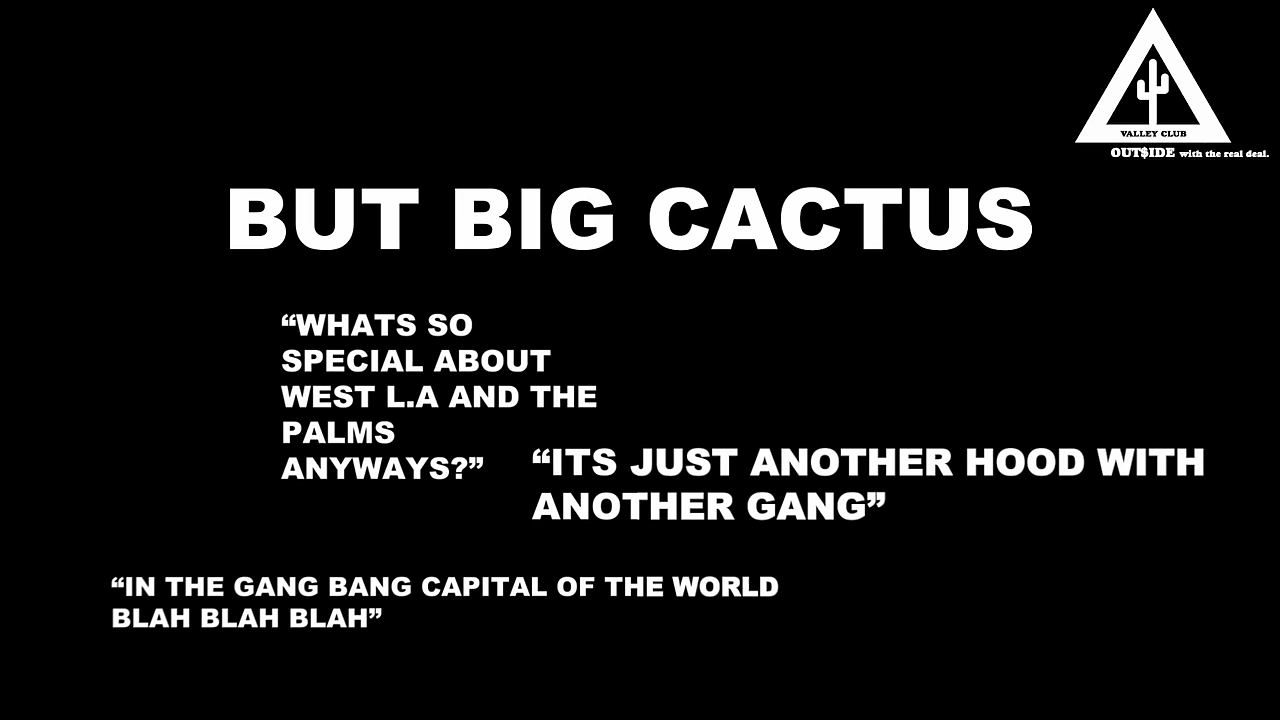 VALLEY CLUB
OUT$IDE with the real deal.
BUT BIG CACTUS
“WHATS SO
SPECIAL ABOUT
WEST L.A AND THE
PALMS
ANYWAYS?”
“ITS JUST ANOTHER HOOD WITH
ANOTHER GANG”
“IN THE GANG BANG CAPITAL OF THE WORLD
BLAH BLAH BLAH”